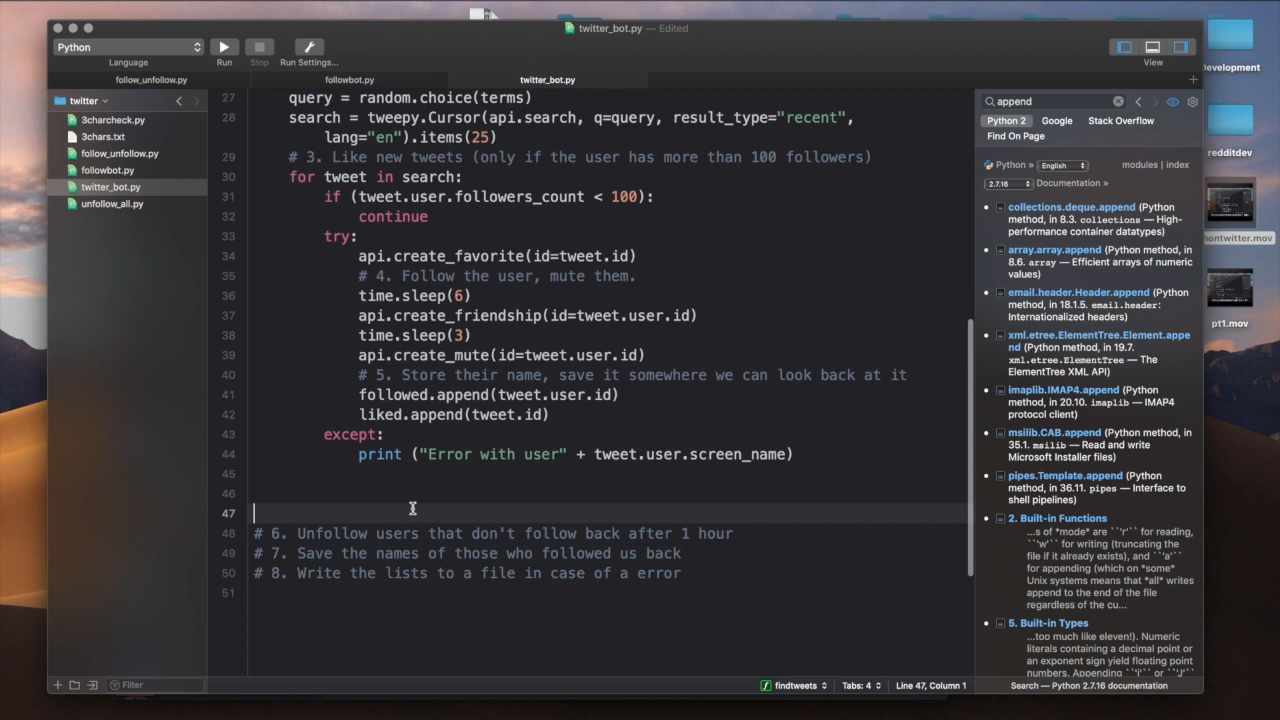 twitter_bot.py — Edited
Python
Language
Run
Stop
Run Settings...
View
follow_unfollow.py
followbot.py
twitter_bot.py
twitter
3charcheck.py
3chars.txt
follow_unfollow.py
followbot.py
twitter_bot.py
unfollow_all.py
Filter
27 query = random.choice(terms)
28 search = tweepy.Cursor(api.search, q=query, result_type="recent",
lang="en").items(25)
29 # 3. Like new tweets (only if the user has more than 100 followers)
30 for tweet in search:
31 if (tweet.user.followers_count < 100):
32 continue
33 try:
34 api.create_favorite(id=tweet.id)
35 # 4. Follow the user, mute them.
36 time.sleep(6)
37 api.create_friendship(id=tweet.user.id)
38 time.sleep(3)
39 api.create_mute(id=tweet.user.id)
40 # 5. Store their name, save it somewhere we can look back at it
41 followed.append(tweet.user.id)
42 liked.append(tweet.id)
43 except:
44 print ("Error with user" + tweet.user.screen_name)
45
46
47
48 # 6. Unfollow users that don't follow back after 1 hour
49 # 7. Save the names of those who followed us back
50 # 8. Write the lists to a file in case of a error
51
findtweets
Tabs: 4
Line 47, Column 1
append
Python 2
Google
Stack Overflow
Find On Page
Python »
English
modules | index
2.7.16
Documentation »
collections.deque.append (Python
method, in 8.3. collections — High-
performance container datatypes)
array.array.append (Python method, in
8.6. array — Efficient arrays of numeric
values)
email.header.Header.append (Python
method, in 18.1.5. email.header:
Internationalized headers)
xml.etree.ElementTree.Element.appe
nd (Python method, in 19.7.
xml.etree.ElementTree — The
ElementTree XML API)
imaplib.IMAP4.append (Python
method, in 20.10. imaplib — IMAP4
protocol client)
msilib.CAB.append (Python method, in
35.1. msilib — Read and write
Microsoft Installer files)
pipes.Template.append (Python
method, in 36.11. pipes — Interface to
shell pipelines)
2. Built-in Functions
...s of *mode* are ``'r'`` for reading,
``'w'`` for writing (truncating the
file if it already exists), and ``'a'``
for appending (which on *some*
Unix systems means that *all* writes
append to the end of the file
regardless of the cu...
5. Built-in Types
...too much like eleven!). Numeric
literals containing a decimal point or
an exponent sign yield floating point
numbers. Appending ``'j'`` or ``'J'``
Search — Python 2.7.16 documentation
evelopment
redditdev
hontwitter.mov
pt1.mov